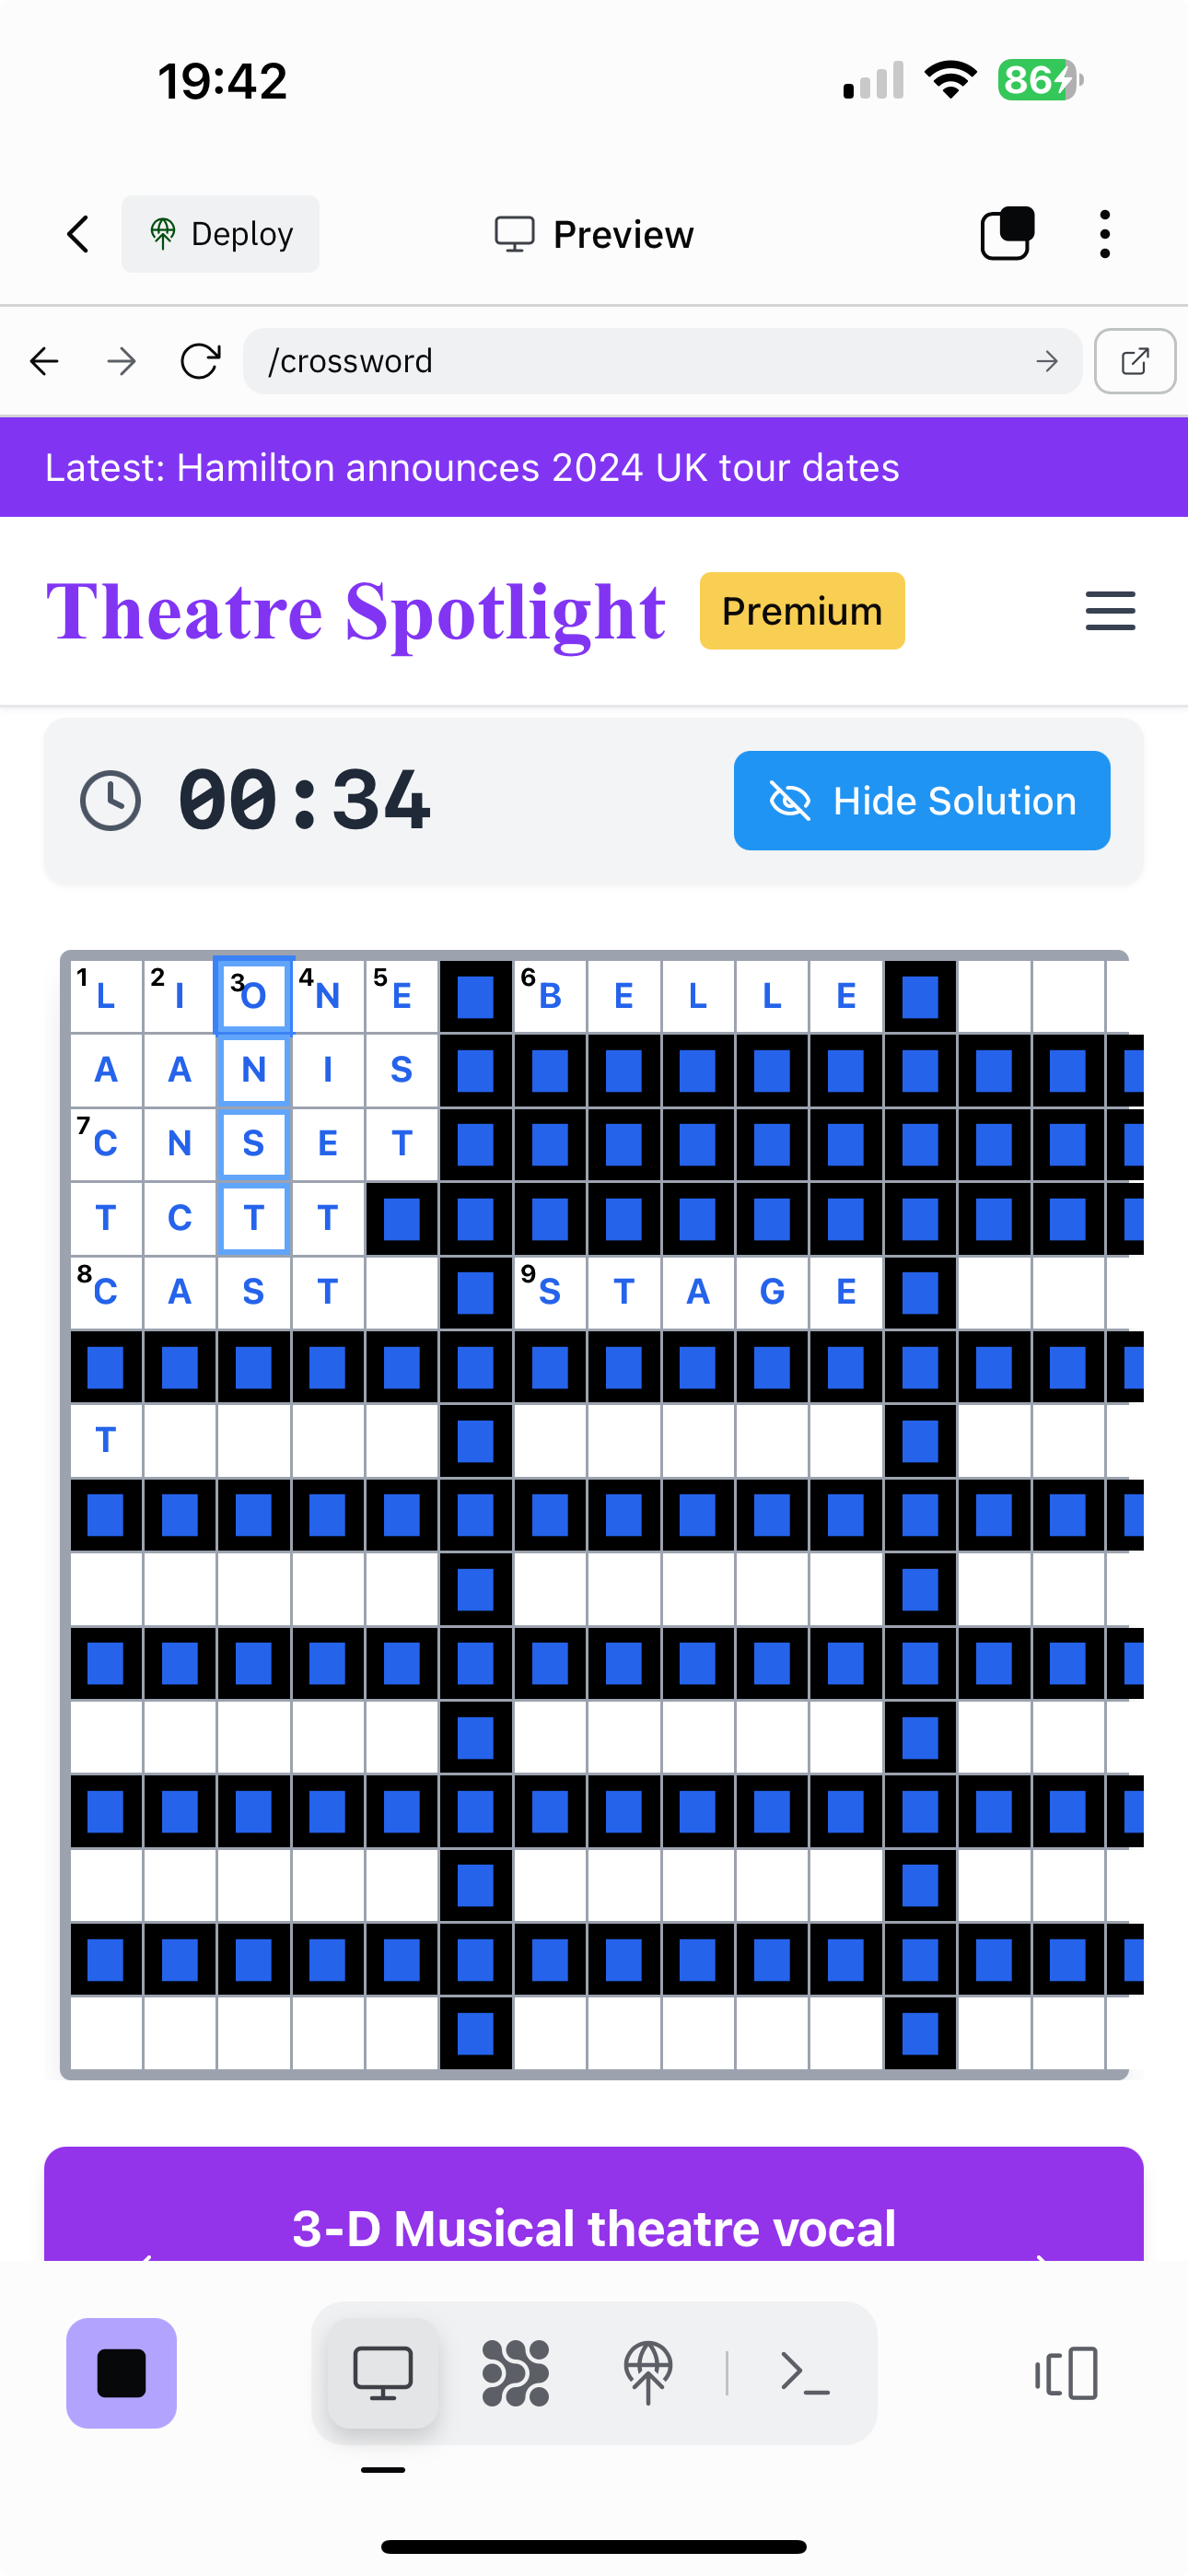 19:42
86
Deploy
Preview
/crossword
Latest: Hamilton announces 2024 UK tour dates
Theatre Spotlight
Premium
00:34
Hide Solution
1 L 2 I 3 O 4 N 5 E 6 B E L L E
A A N I S
7 C N S E T
T C T T
8 C A S T 9 S T A G E
T
3-D Musical theatre vocal